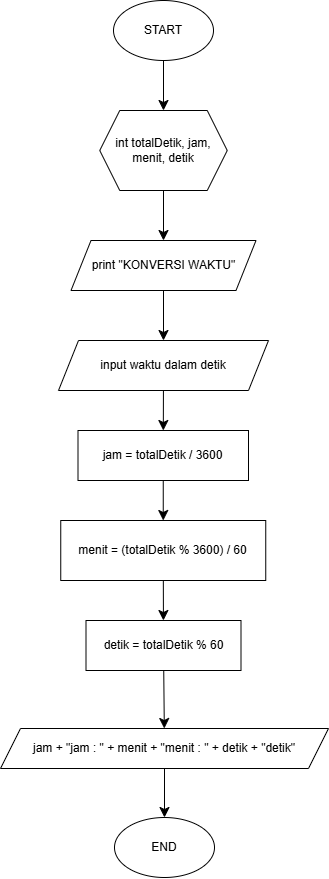 START
int totalDetik, jam,
menit, detik
print "KONVERSI WAKTU"
input waktu dalam detik
jam = totalDetik / 3600
menit = (totalDetik % 3600) / 60
detik = totalDetik % 60
jam + "jam : " + menit + "menit : " + detik + "detik"
END